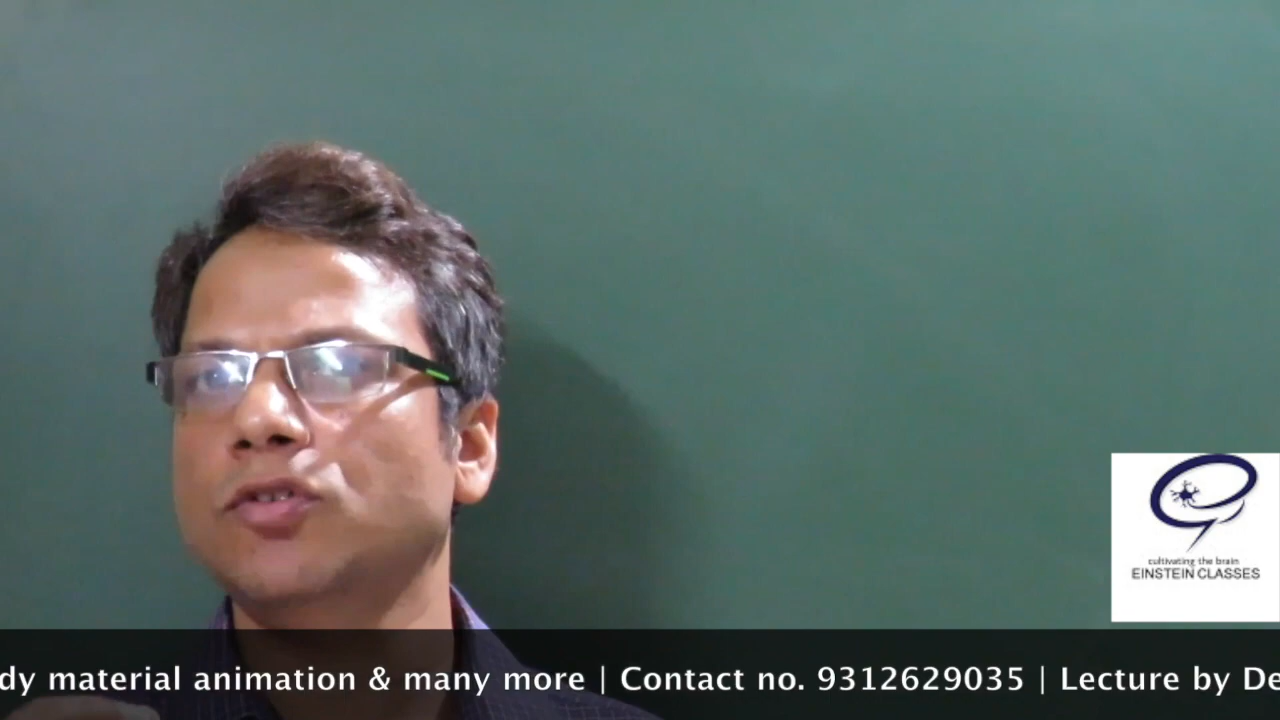 cultivating the brain
EINSTEIN CLASSES
dy material animation & many more | Contact no. 9312629035 | Lecture by De